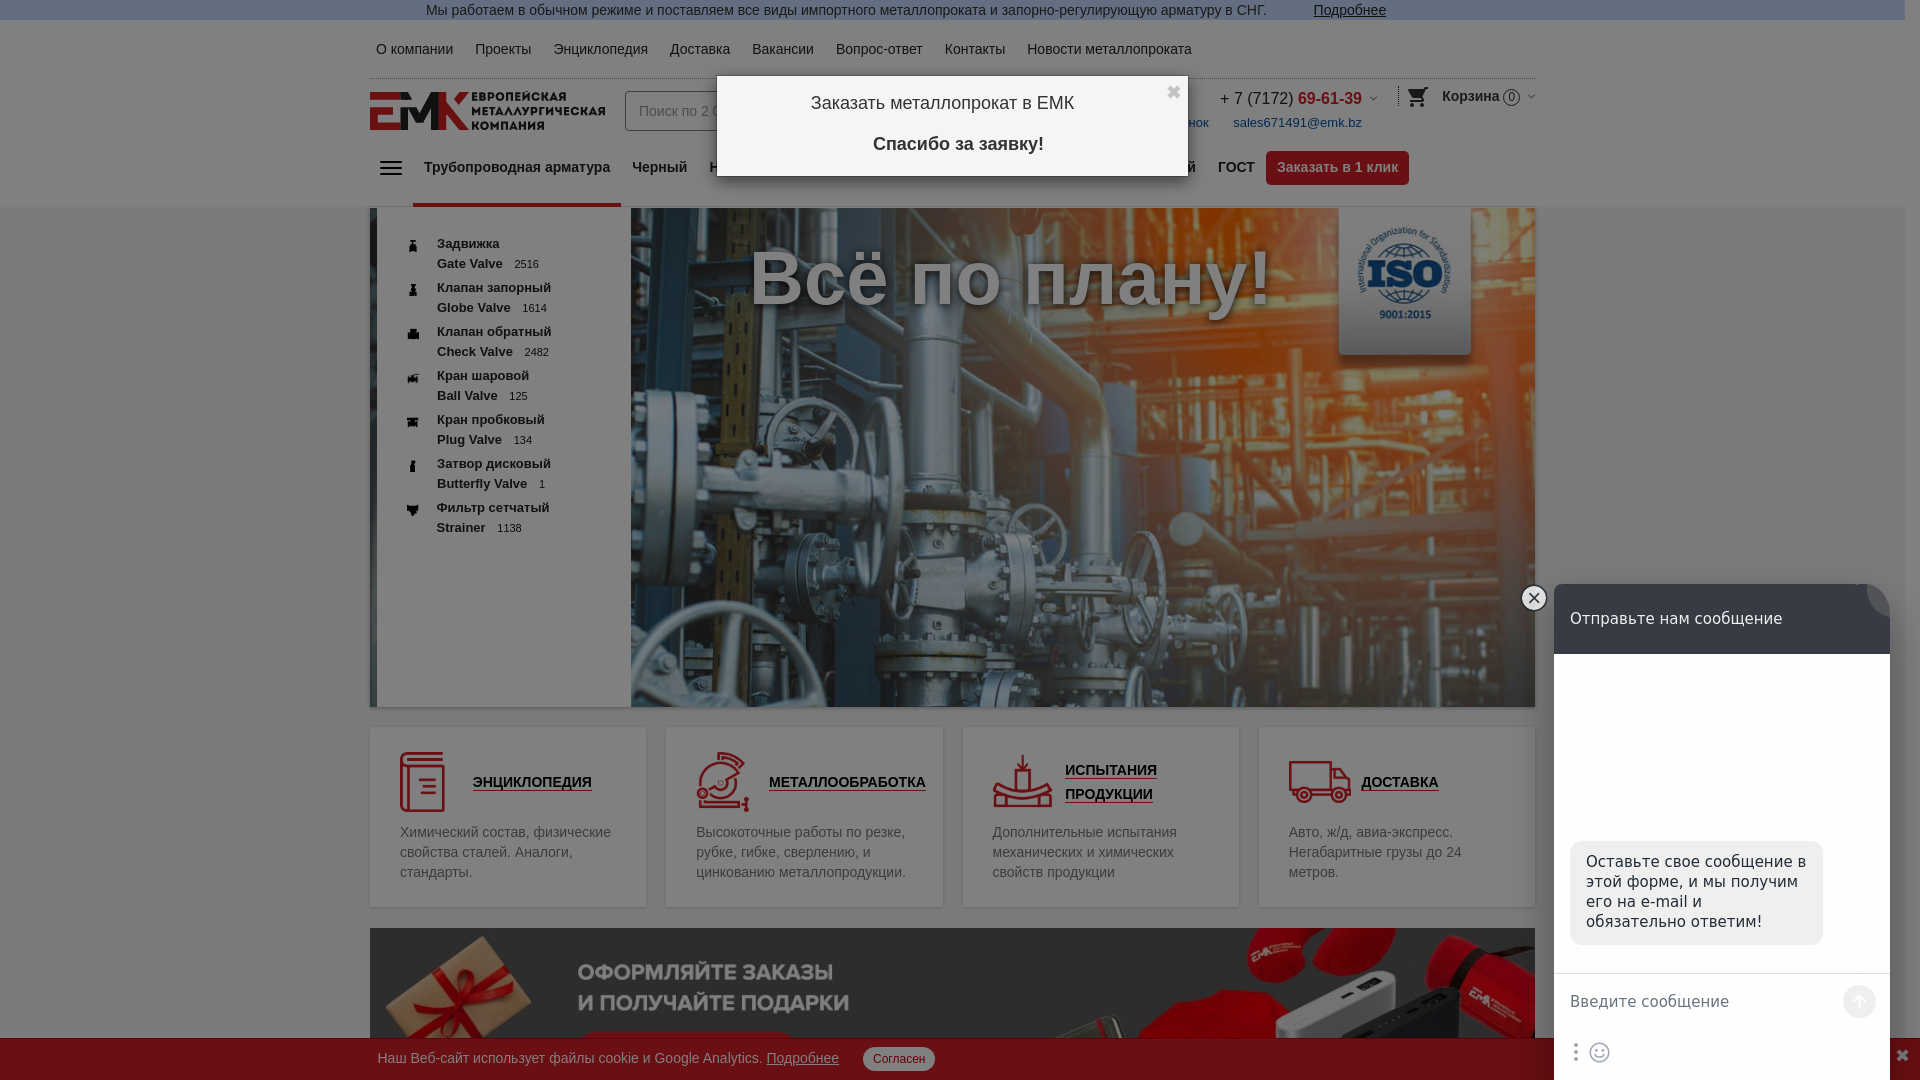 Мы работаем в обычном режиме и поставляем все виды импортного металлопроката и запорно-регулирующую арматуру в СНГ. Подробнее
О компании Проекты Энциклопедия Доставка Вакансии Вопрос-ответ Контакты Новости металлопроката
ЕМК ЕВРОПЕЙСКАЯ
МЕТАЛЛУРГИЧЕСКАЯ
КОМПАНИЯ
Поиск по 2
Заказать металлопрокат в ЕМК
Спасибо за заявку!
+ 7 (7172) 69-61-39
sales671491@emk.bz
Корзина 0
Трубопроводная арматура Черный ГОСТ Заказать в 1 клик
Задвижка
Gate Valve 2516
Клапан запорный
Globe Valve 1614
Клапан обратный
Check Valve 2482
Кран шаровой
Ball Valve 125
Кран пробковый
Plug Valve 134
Затвор дисковый
Butterfly Valve 1
Фильтр сетчатый
Strainer 1138
Всё по плану!
International Organization for Standardization
ISO
9001:2015
ЭНЦИКЛОПЕДИЯ
Химический состав, физические
свойства сталей. Аналоги,
стандарты.
МЕТАЛЛООБРАБОТКА
Высокоточные работы по резке,
рубке, гибке, сверлению, и
цинкованию металлопродукции.
ИСПЫТАНИЯ
ПРОДУКЦИИ
Дополнительные испытания
механических и химических
свойств продукции
ДОСТАВКА
Авто, ж/д, авиа-экспресс.
Негабаритные грузы до 24
метров.
ОФОРМЛЯЙТЕ ЗАКАЗЫ
И ПОЛУЧАЙТЕ ПОДАРКИ
Наш Веб-сайт использует файлы cookie и Google Analytics. Подробнее Согласен
Отправьте нам сообщение
Оставьте свое сообщение в
этой форме, и мы получим
его на e-mail и
обязательно ответим!
Введите сообщение